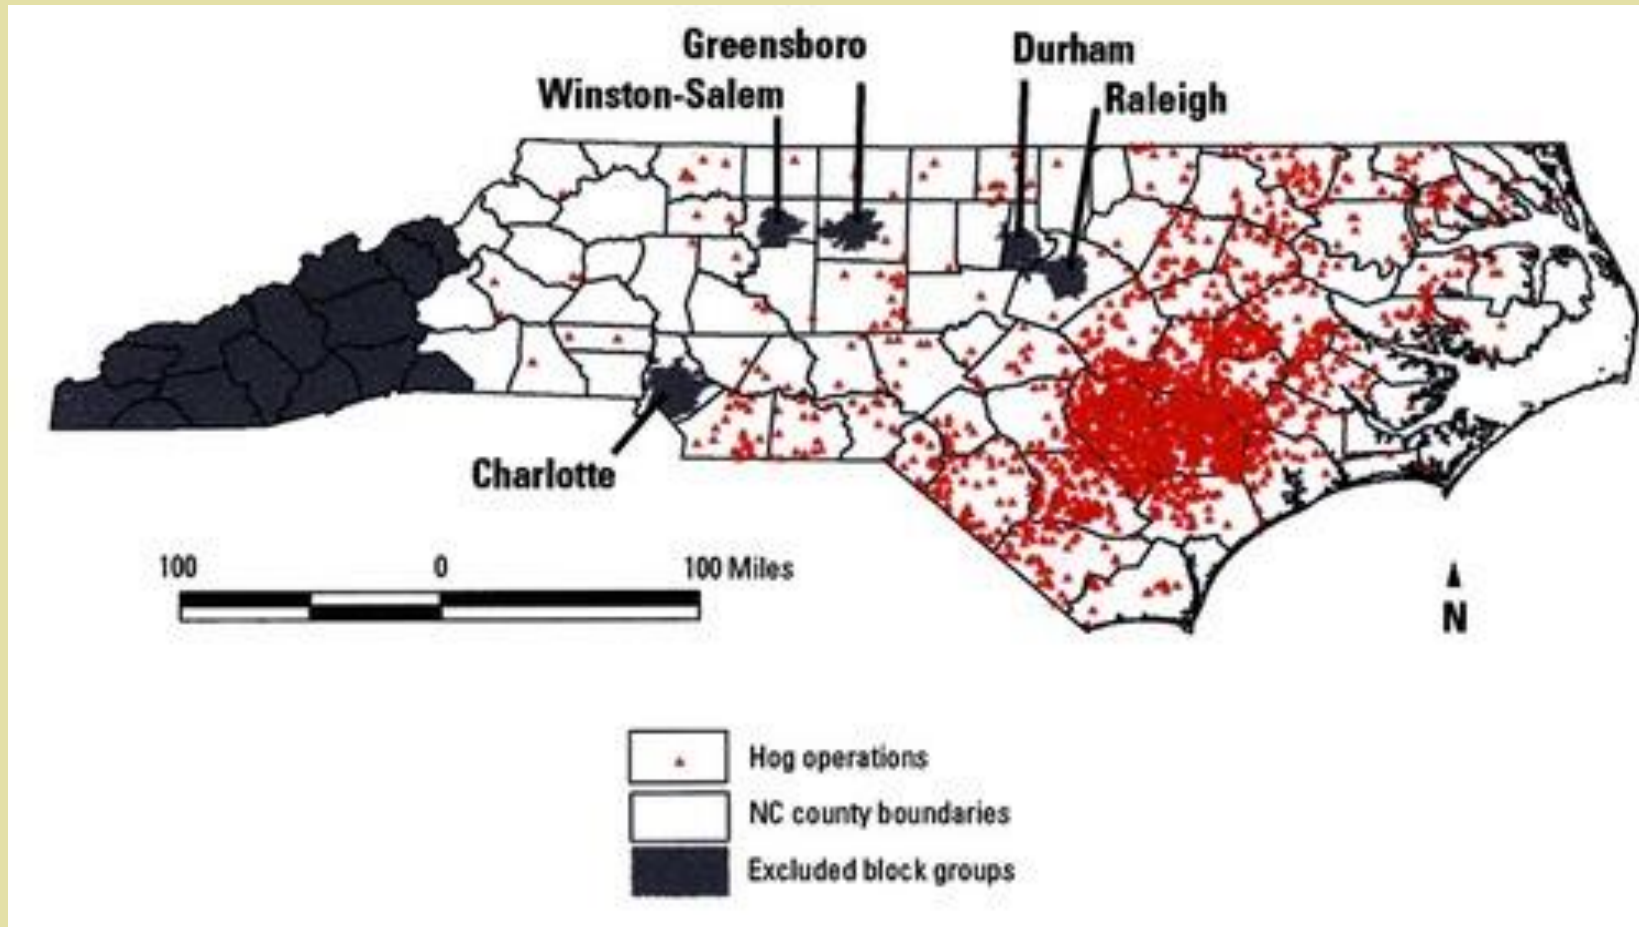 Greensboro
Durham
Winston-Salem
Raleigh
Charlotte
100
0
100 Miles
N
Hog operations
NC county boundaries
Excluded block groups